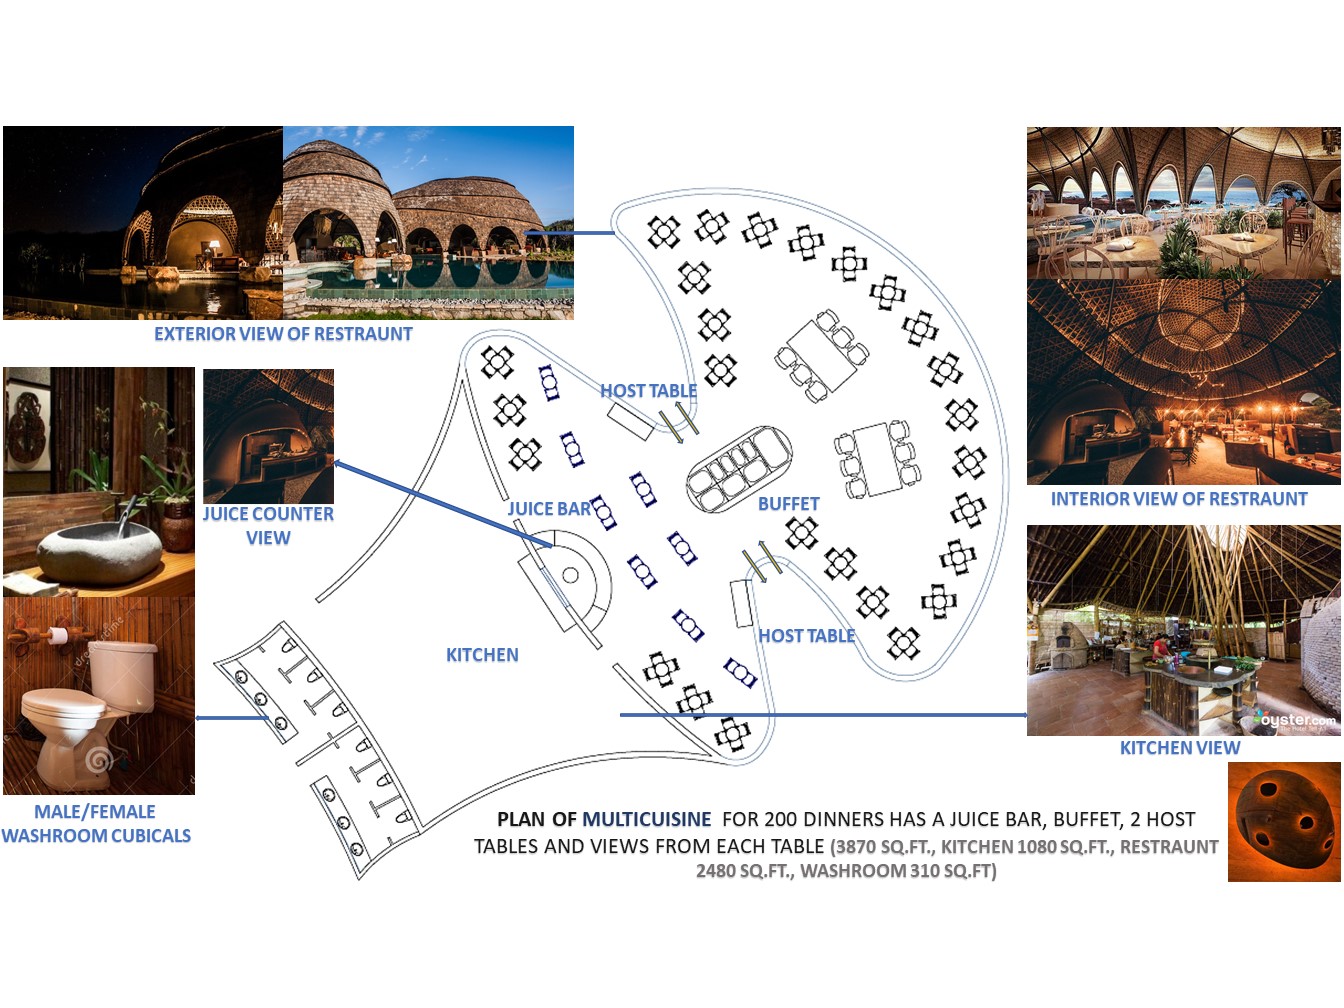 EXTERIOR VIEW OF RESTRAUNT
HOST TABLE
JUICE BAR
JUICE COUNTER
VIEW
BUFFET
INTERIOR VIEW OF RESTRAUNT
HOST TABLE
KITCHEN
oyster.com
KITCHEN VIEW
MALE/FEMALE
WASHROOM CUBICALS
PLAN OF MULTICUISINE FOR 200 DINNERS HAS A JUICE BAR, BUFFET, 2 HOST
TABLES AND VIEWS FROM EACH TABLE (3870 SQ.FT., KITCHEN 1080 SQ.FT., RESTRAUNT
2480 SQ.FT., WASHROOM 310 SQ.FT)